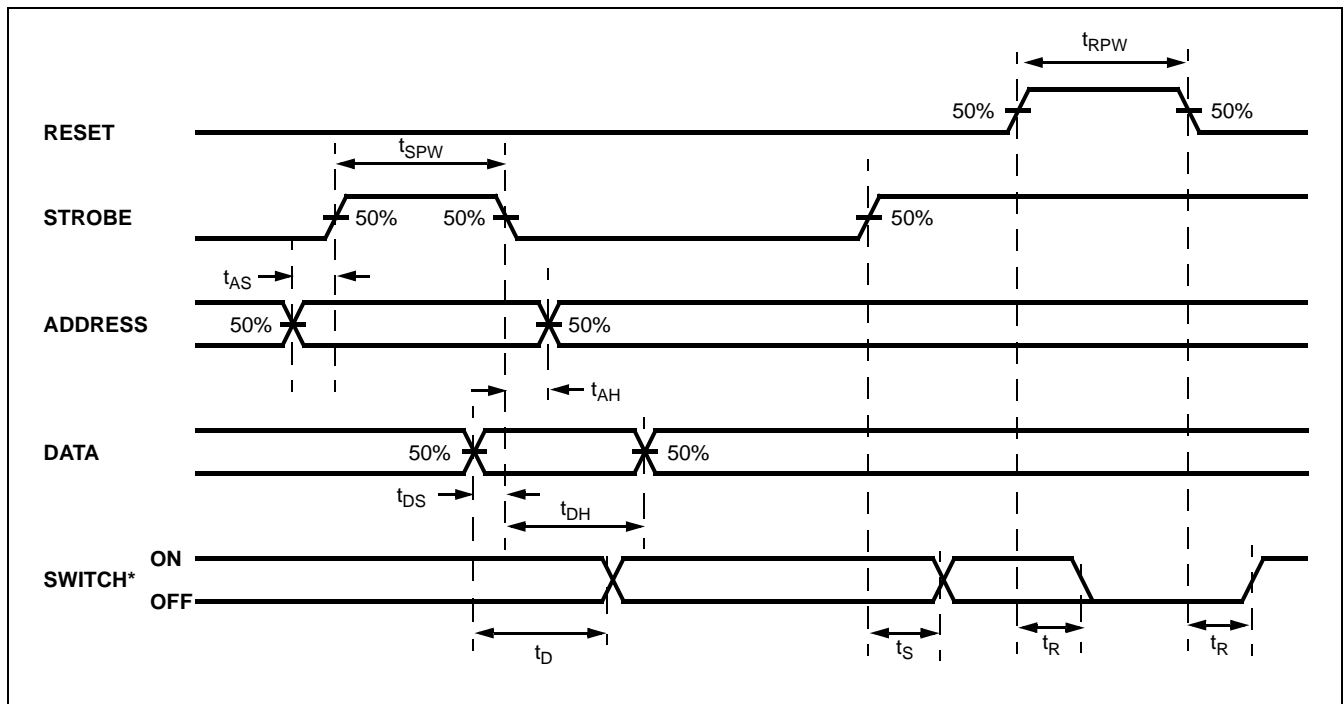 tRPW
50% 50%
RESET
tSPW
STROBE 50% 50% 50%
tAS
ADDRESS 50% 50%
tAH
DATA 50% 50%
tDS tDH
ON
SWITCH*
OFF
tD tS tR tR